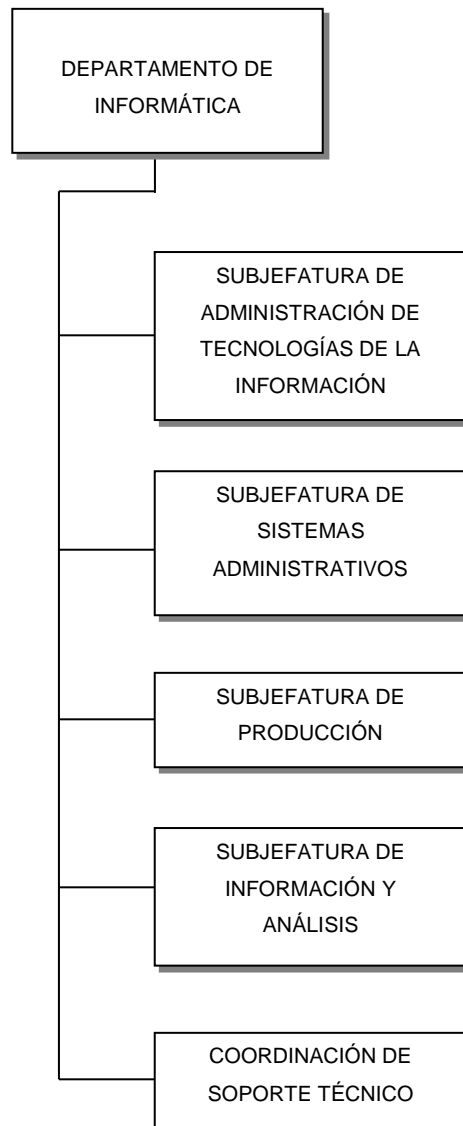 DEPARTAMENTO DE
INFORMÁTICA
SUBJEFATURA DE
ADMINISTRACIÓN DE
TECNOLOGÍAS DE LA
INFORMACIÓN
SUBJEFATURA DE
SISTEMAS
ADMINISTRATIVOS
SUBJEFATURA DE
PRODUCCIÓN
SUBJEFATURA DE
INFORMACIÓN Y
ANÁLISIS
COORDINACIÓN DE
SOPORTE TÉCNICO